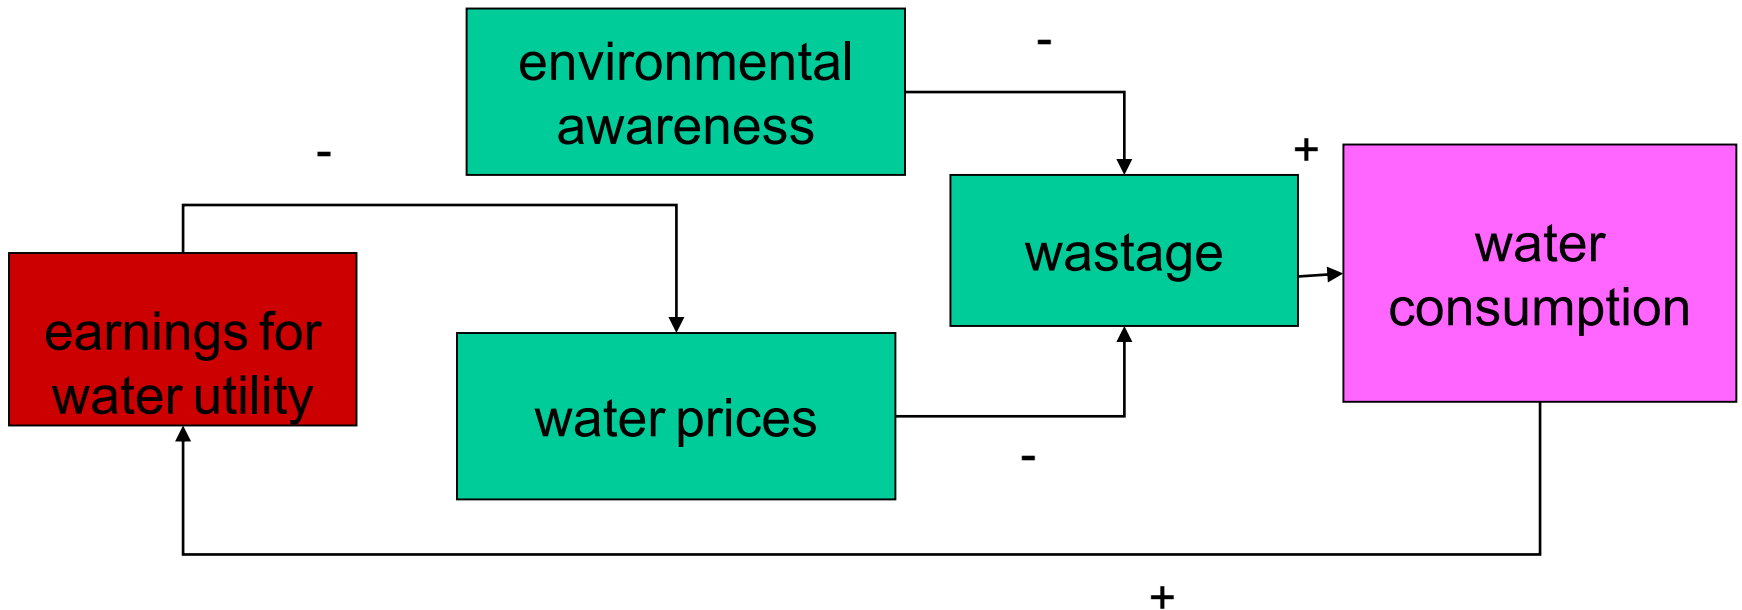 environmental
awareness
-
+
-
wastage
water
consumption
earnings for
water utility
water prices
-
+